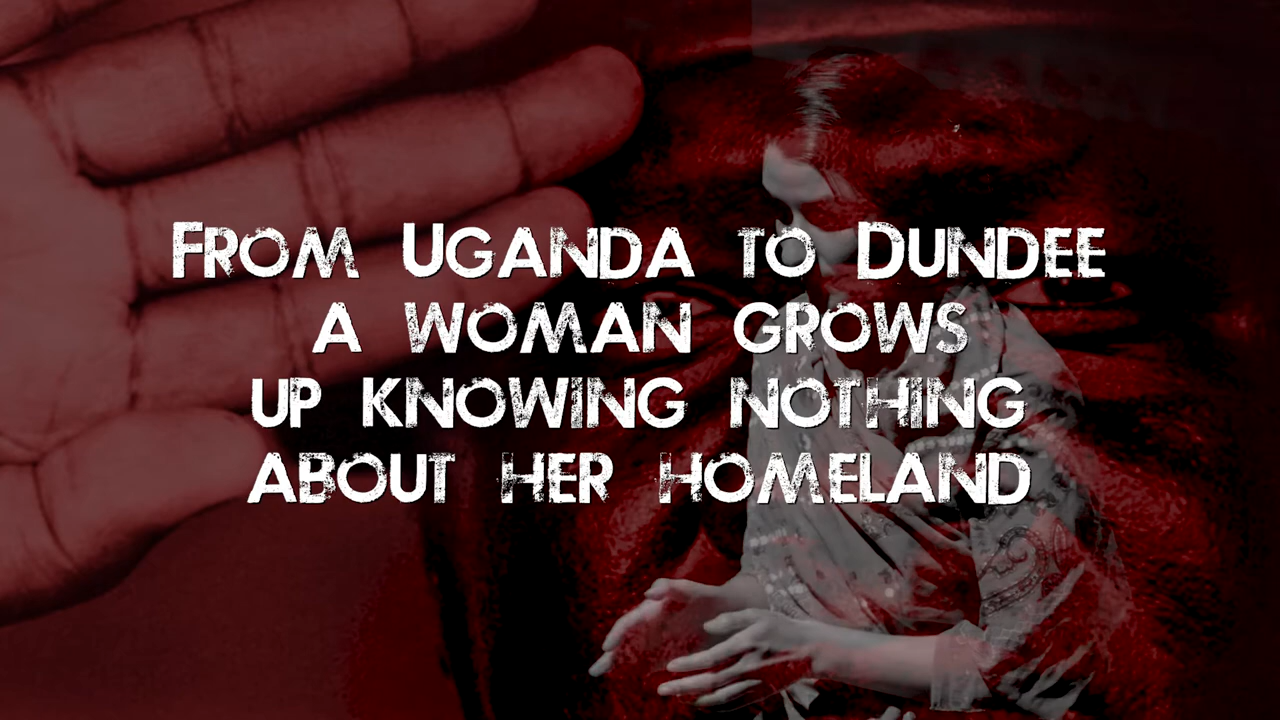 From Uganda to Dundee
a woman grows
up knowing nothing
about her homeland